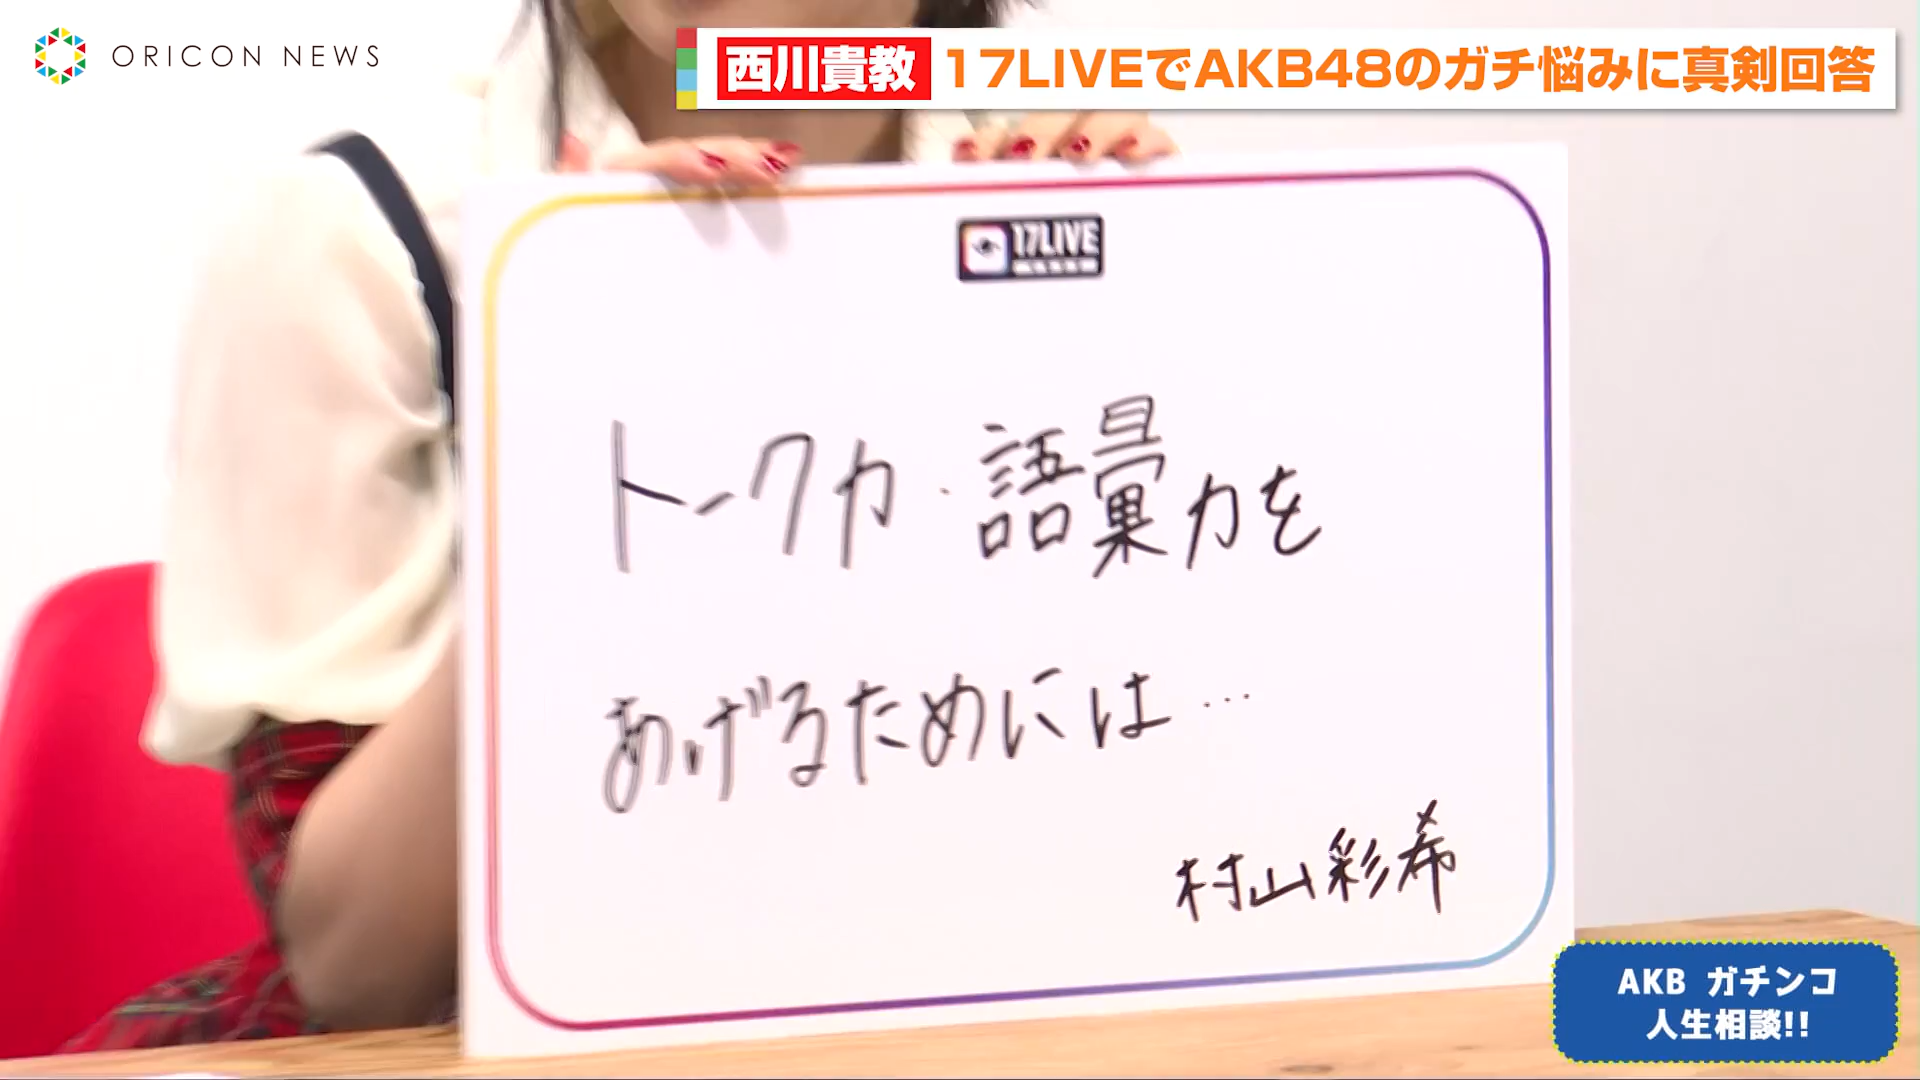 ORICON NEWS
西川貴教 17LIVEでAKB48のガチ悩みに真剣回答
17LIVE
トーク力・語彙力を
あげるためには…
村山彩希
AKB ガチンコ
人生相談!!